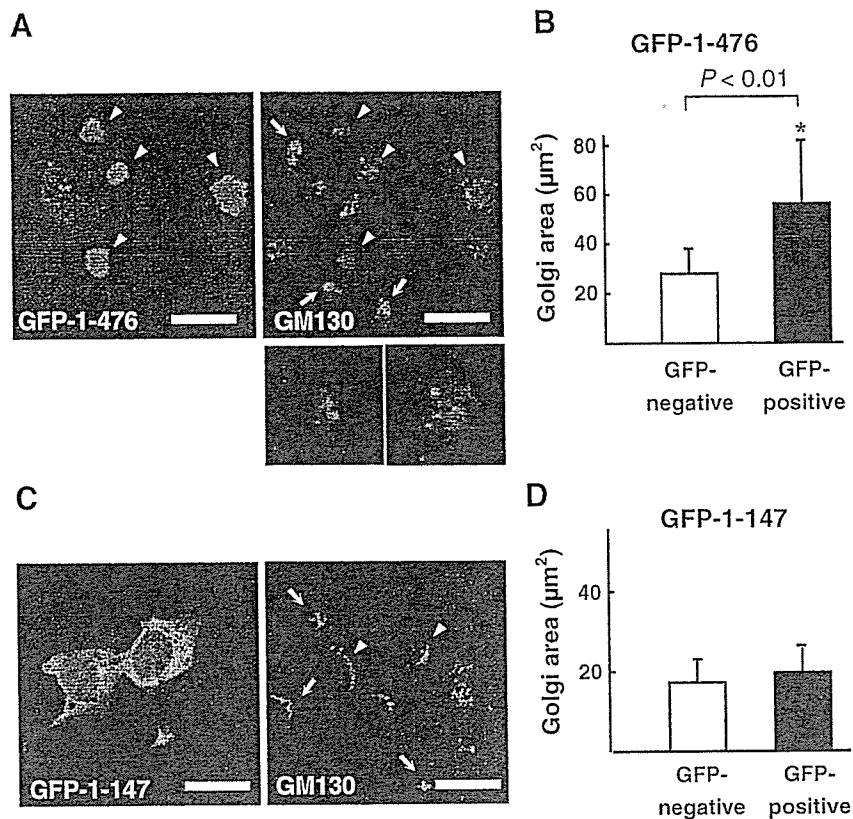 A
GFP-1-476
GM130
B
GFP-1-476
P < 0.01
*
Golgi area (µm²)
80
60
40
20
GFP-
negative
GFP-
positive
C
GFP-1-147
GM130
D
GFP-1-147
Golgi area (µm²)
40
20
GFP-
negative
GFP-
positive